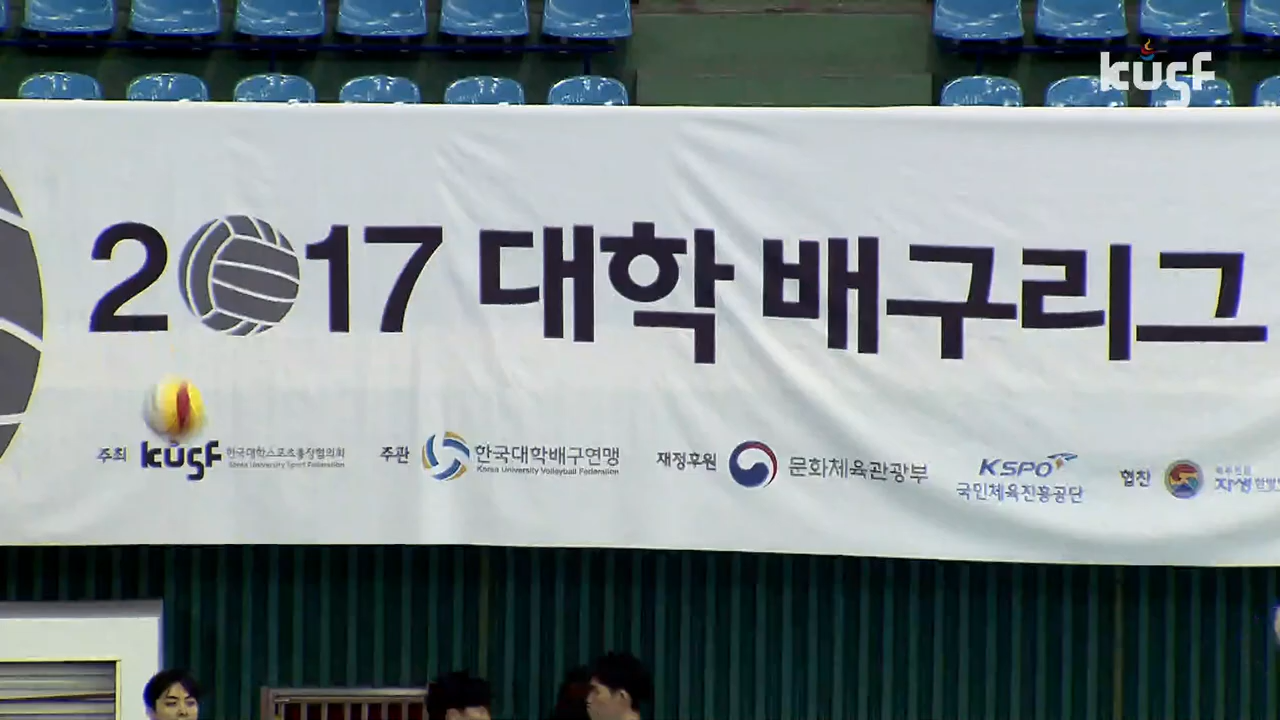 kusf
2017 대학 배구리그
주최 kusf 한국대학스포츠총장협의회
Korea University Sport Federation
주관 한국대학배구연맹
Korea University Volleyball Federation
재정후원 문화체육관광부
KSPO
국민체육진흥공단
협찬 자생